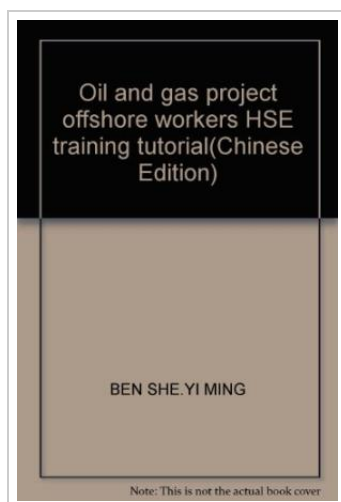 Oil and gas project
offshore workers HSE
training tutorial(Chinese
Edition)
BEN SHE.YI MING
Note: This is not the actual book cover